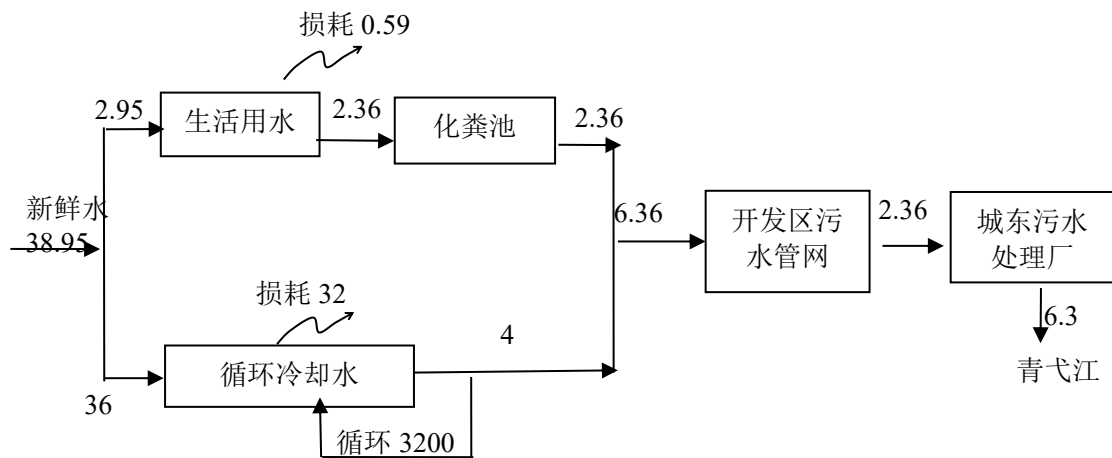 损耗 0.59
2.95
生活用水
2.36
化粪池
2.36
新鲜水
38.95
6.36
开发区污
水管网
2.36
城东污水
处理厂
损耗 32
4
6.3
循环冷却水
青弋江
36
循环 3200